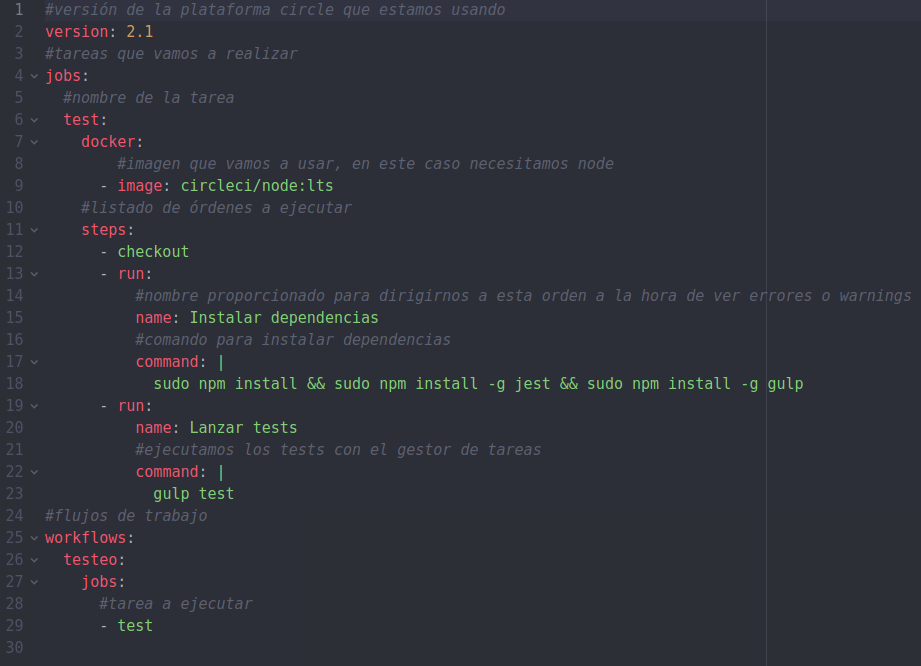 1 #versión de la plataforma circle que estamos usando
2 version: 2.1
3 #tareas que vamos a realizar
4 jobs:
5   #nombre de la tarea
6   test:
7     docker:
8         #imagen que vamos a usar, en este caso necesitamos node
9       - image: circleci/node:lts
10     #listado de órdenes a ejecutar
11     steps:
12       - checkout
13       - run:
14           #nombre proporcionado para dirigirnos a esta orden a la hora de ver errores o warnings
15           name: Instalar dependencias
16           #comando para instalar dependencias
17           command: |
18             sudo npm install && sudo npm install -g jest && sudo npm install -g gulp
19       - run:
20           name: Lanzar tests
21           #ejecutamos los tests con el gestor de tareas
22           command: |
23             gulp test
24 #flujos de trabajo
25 workflows:
26   testeo:
27     jobs:
28       #tarea a ejecutar
29       - test
30